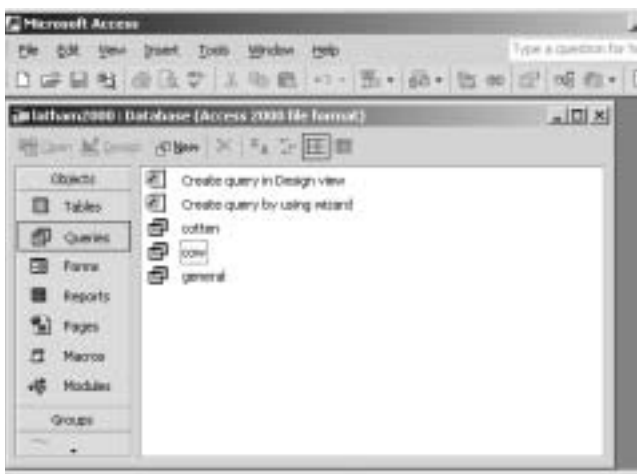 Microsoft Access
File Edit View Insert Tools Window Help
Type a question for h
latham2000 : Database (Access 2000 file format)
Open Design New
Objects
Tables
Queries
Forms
Reports
Pages
Macros
Modules
Groups
Create query in Design view
Create query by using wizard
cotten
cow
general